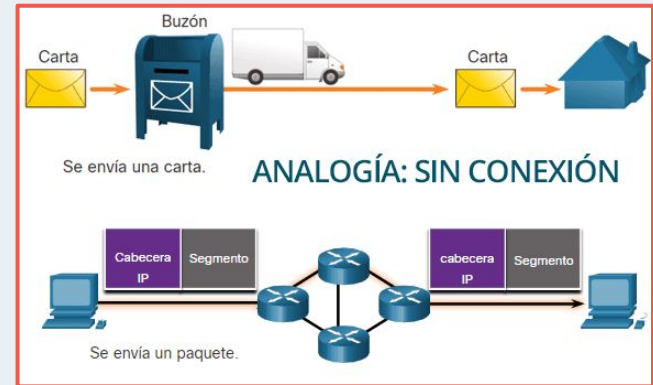 Buzón
Carta
Carta
Se envía una carta.
ANALOGÍA: SIN CONEXIÓN
Cabecera
IP
Segmento
cabecera
IP
Segmento
Se envía un paquete.